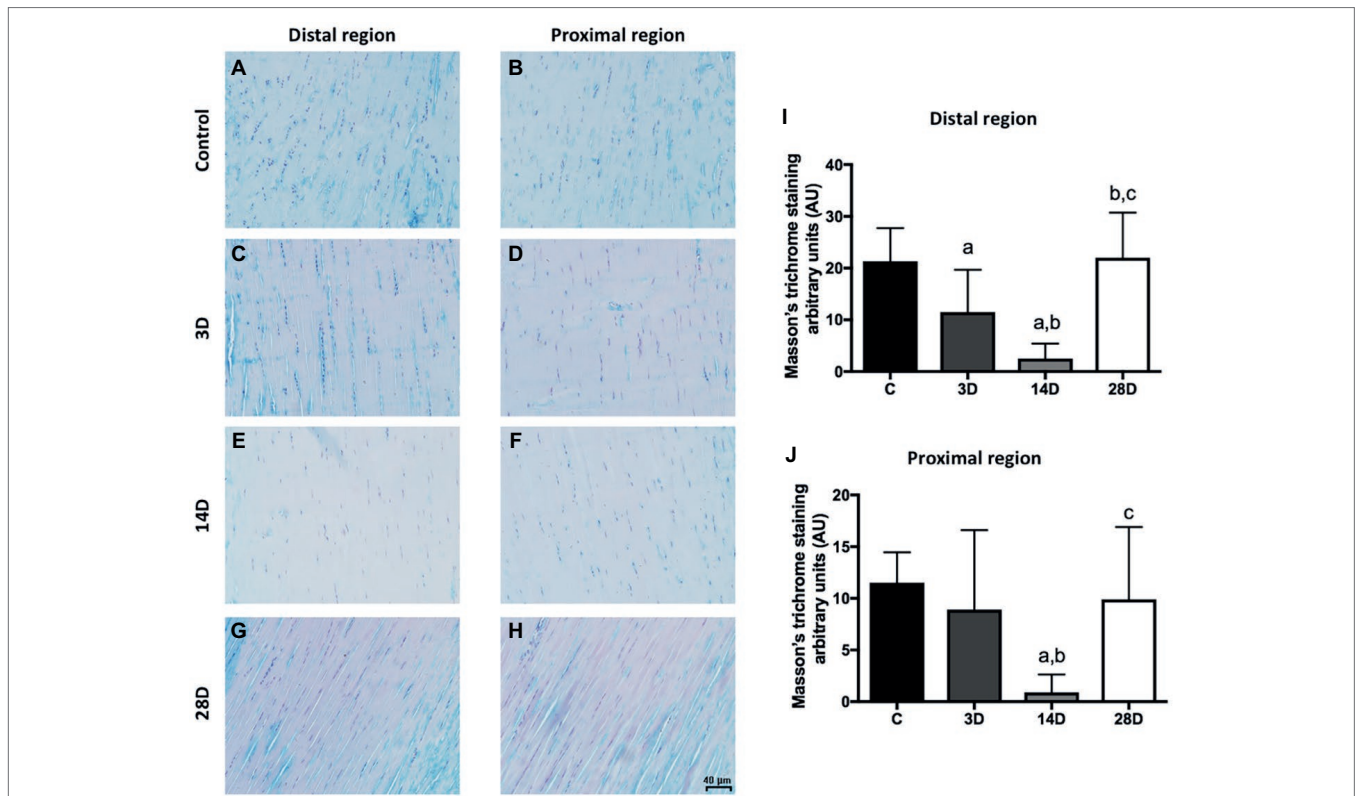 Distal region
Proximal region
Control
A
B
3D
C
D
14D
E
F
28D
G
H
40 µm
I
Distal region
Masson's trichrome staining
arbitrary units (AU)
40
30
20
10
0
a
a,b
b,c
C 3D 14D 28D
J
Proximal region
Masson's trichrome staining
arbitrary units (AU)
20
15
10
5
0
a,b
c
C 3D 14D 28D